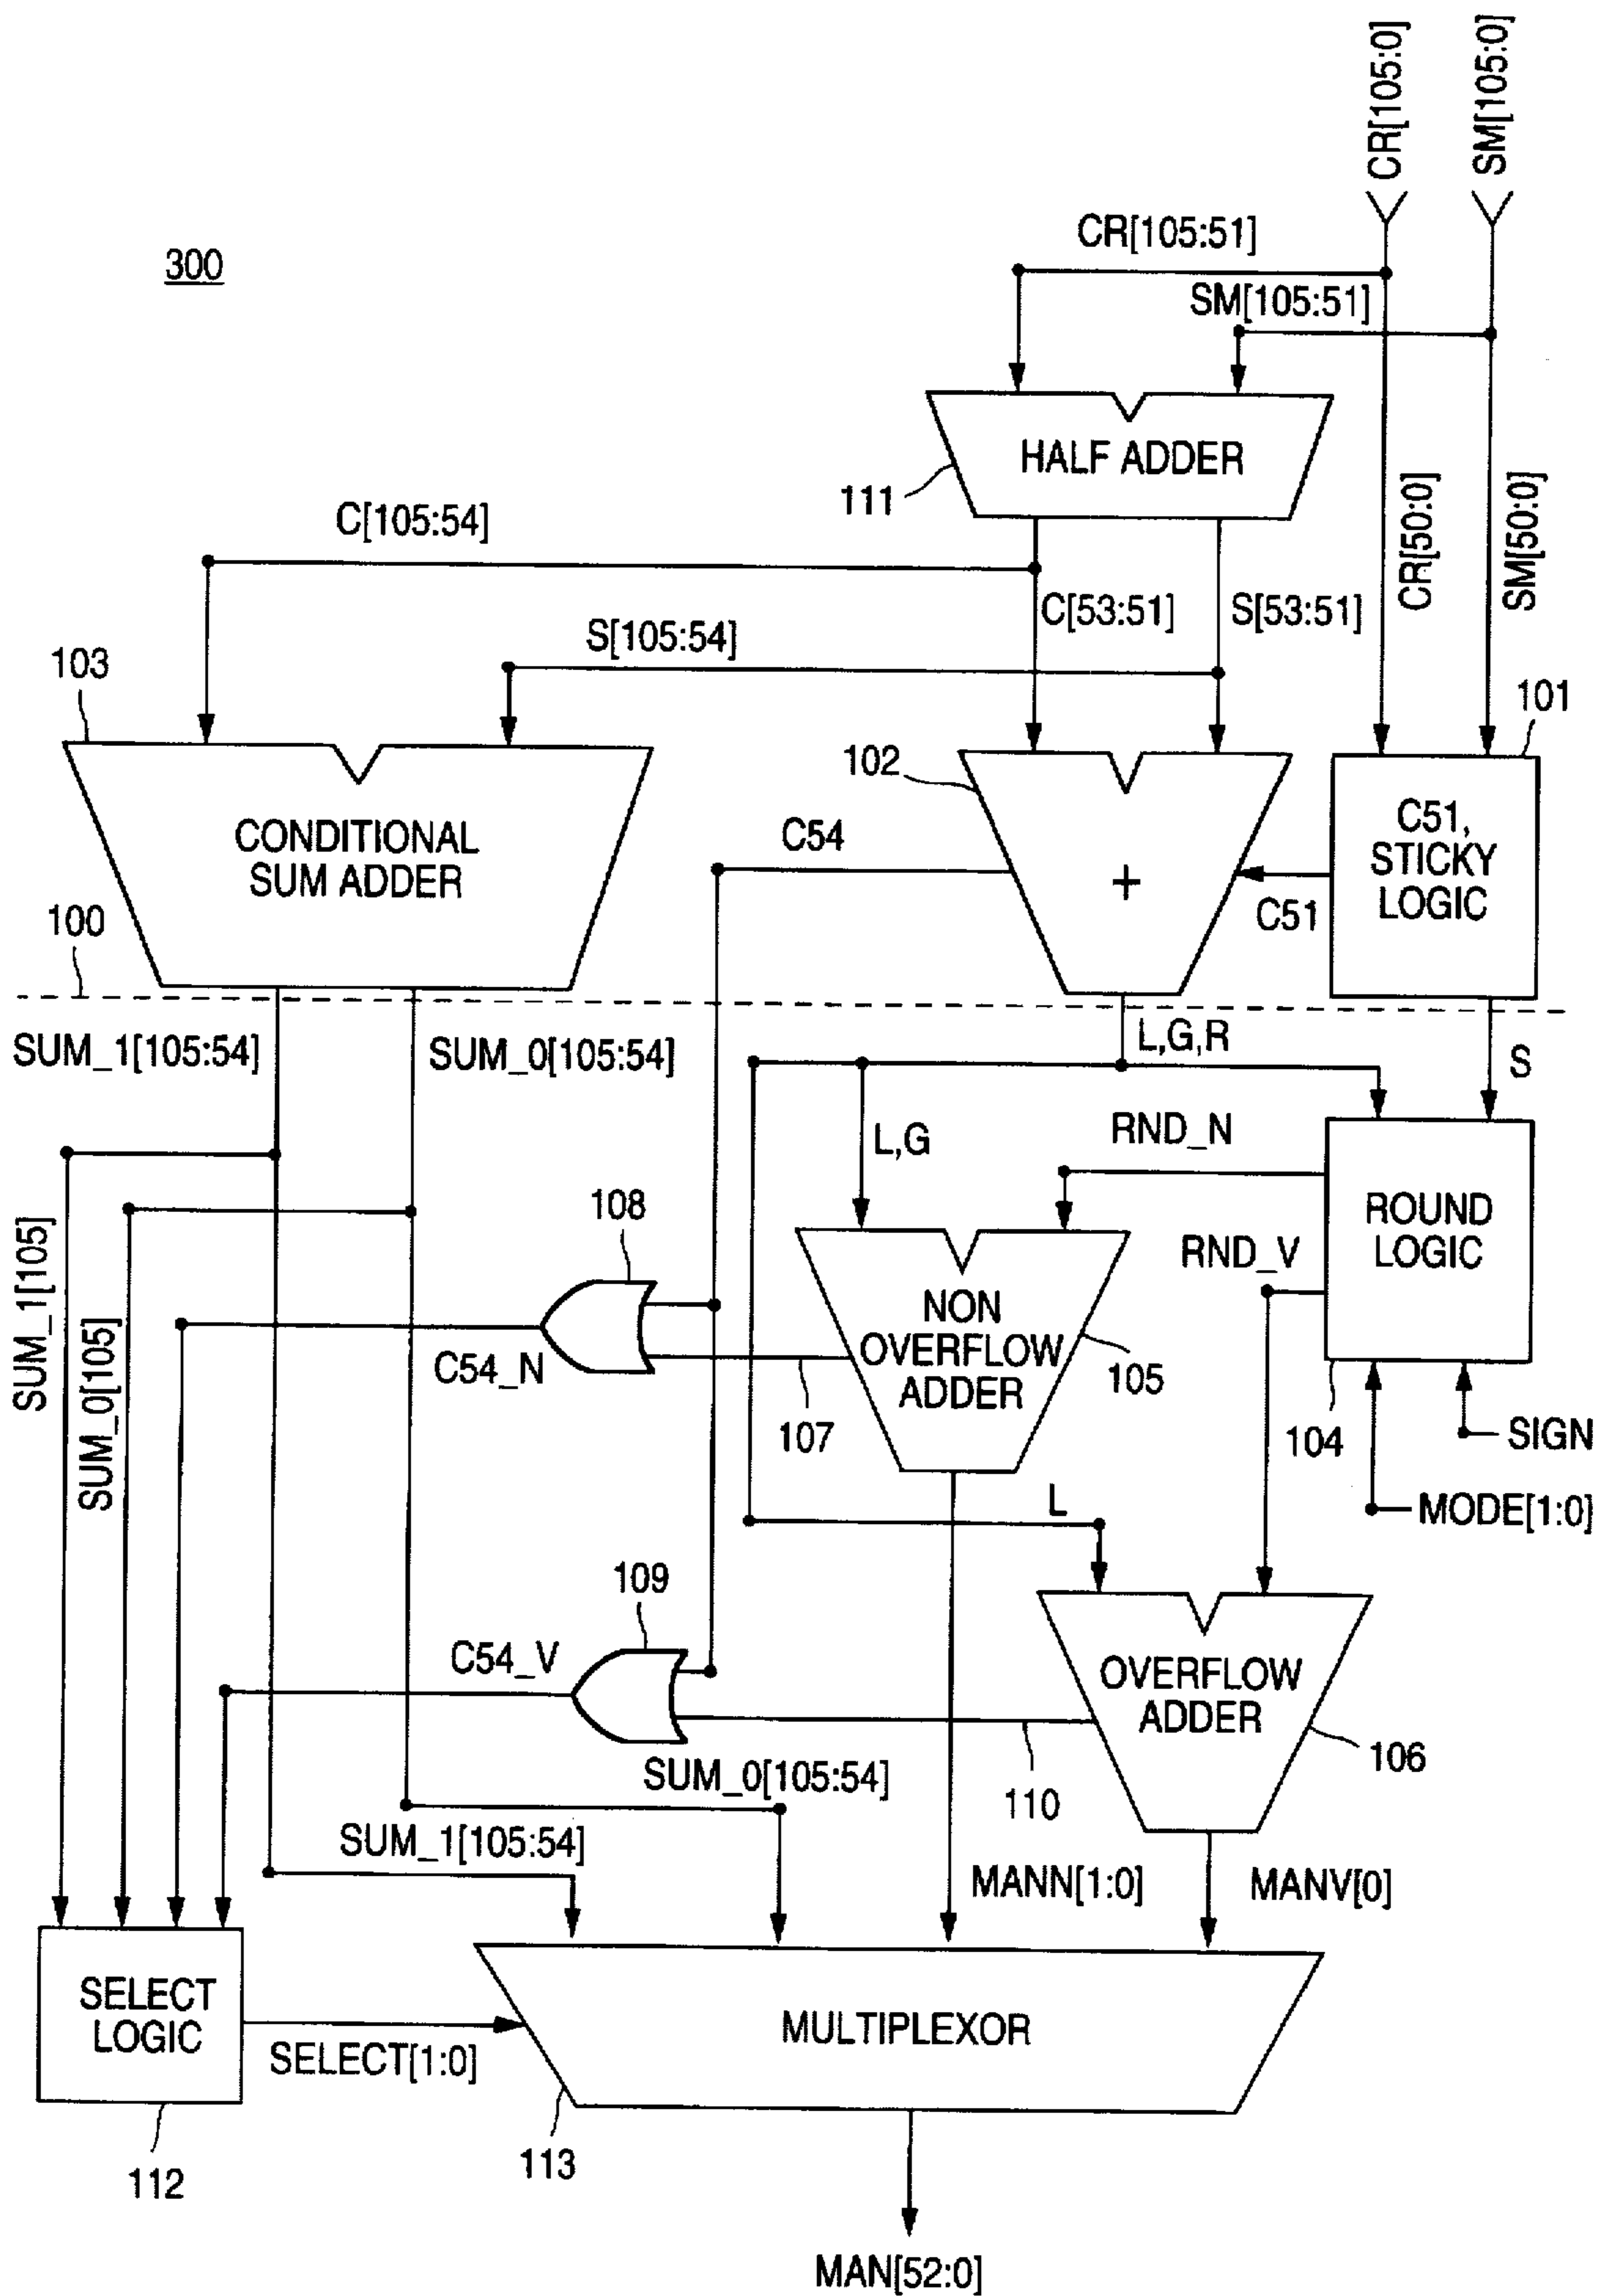 CR[105:0]
SM[105:0]
300
CR[105:51]
SM[105:51]
HALF ADDER
111
CR[50:0]
SM[50:0]
C[105:54]
C[53:51]
S[53:51]
S[105:54]
103
101
102
CONDITIONAL
SUM ADDER
C54
+
C51,
STICKY
LOGIC
C51
100
SUM_1[105:54]
SUM_0[105:54]
L,G,R
S
L,G
RND_N
108
ROUND
LOGIC
RND_V
SUM_1[105]
SUM_0[105]
NON
OVERFLOW
ADDER
C54_N
105
107
104
SIGN
MODE[1:0]
L
109
C54_V
OVERFLOW
ADDER
106
SUM_0[105:54]
110
SUM_1[105:54]
MANN[1:0]
MANV[0]
SELECT
LOGIC
MULTIPLEXOR
SELECT[1:0]
113
112
MAN[52:0]